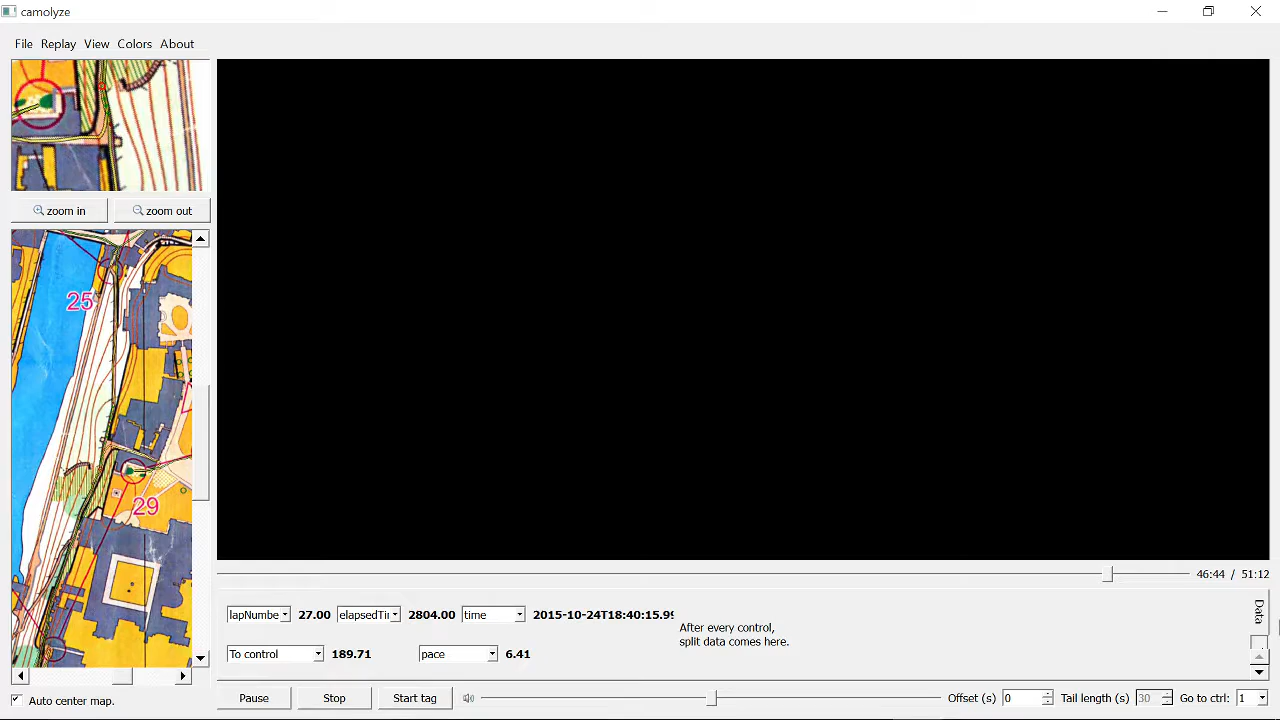 camolyze
File Replay View Colors About
zoom in zoom out
25
29
46:44 / 51:12
lapNumbe 27.00 elapsedTi 2804.00 time 2015-10-24T18:40:15.99
After every control,
split data comes here.
To control 189.71 pace 6.41
Data
Auto center map.
Pause Stop Start tag Offset (s) 0 Tail length (s) 30 Go to ctrl: 1